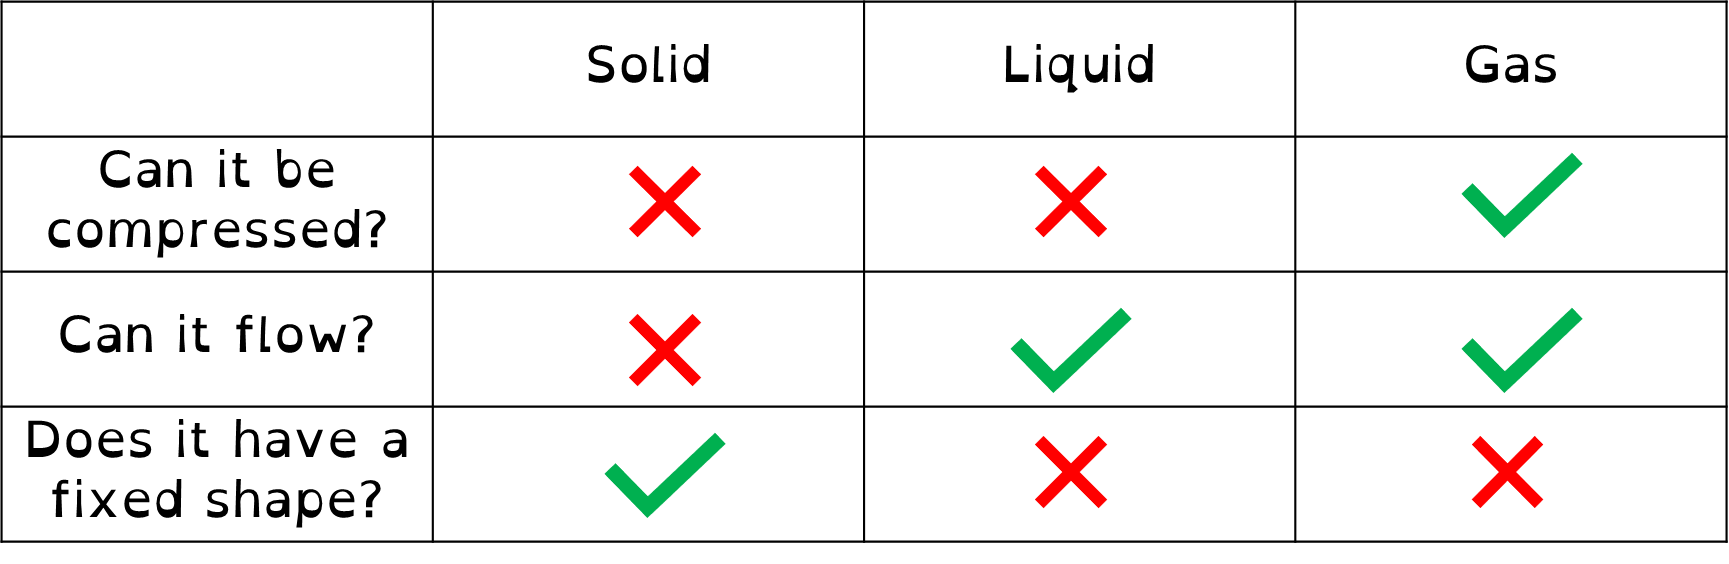 Solid Liquid Gas
Can it be
compressed?
Can it flow?
Does it have a
fixed shape?